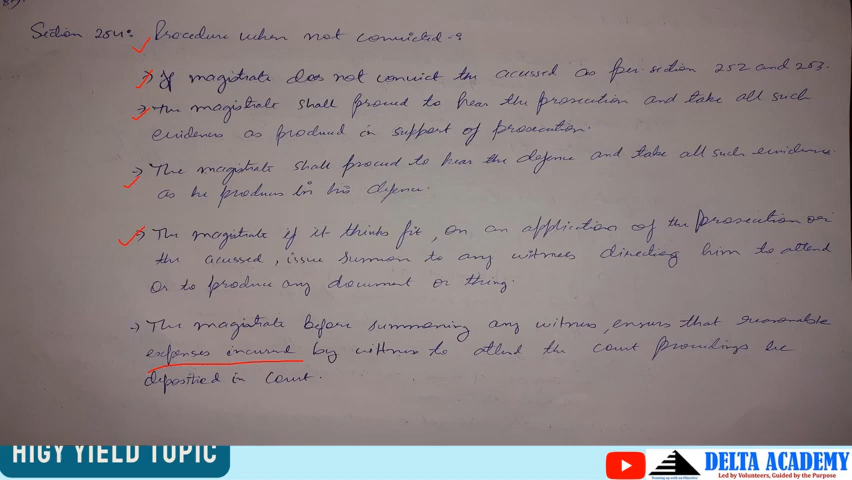 Section 254: Procedure when not convicted -
→ If magistrate does not convict the acussed as per section 252 and 253.
→ The magistrate shall proceed to hear the prosecution and take all such
evidence as produced in support of prosecution.
→ The magistrate shall proceed to hear the defence and take all such evidence
as he produces in his defence.
→ The magistrate if it thinks fit, on an application of the prosecution or
the acussed, issue summon to any witness directing him to attend
or to produce any document or thing.
→ The magistrate before summoning any witness, ensures that reasonable
expenses incured by witness to attend the court proceedings be
deposited in court.
HIGY YIELD TOPIC
DELTA ACADEMY
Led by Volunteers, Guided by the Purpose